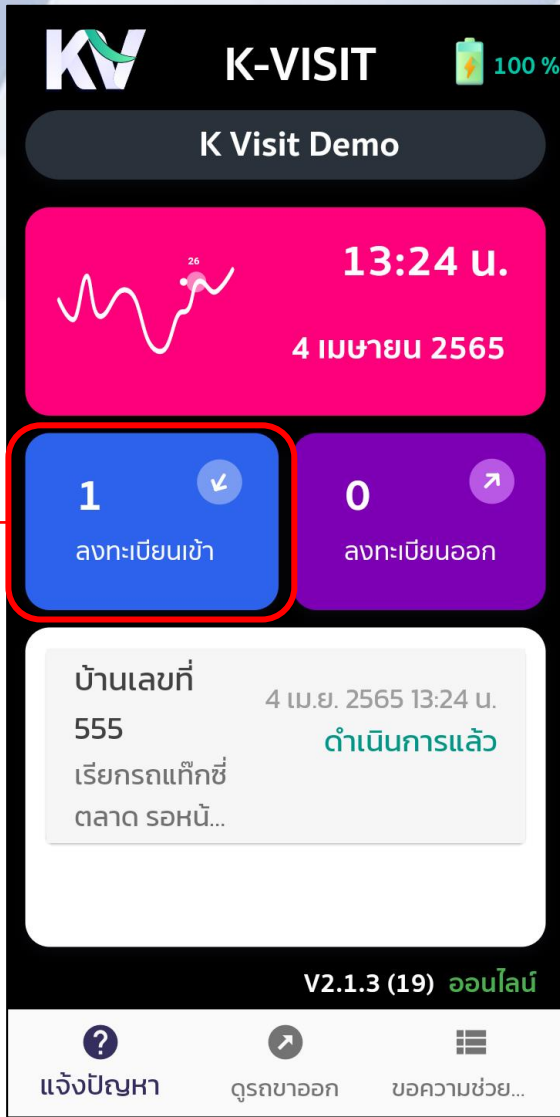 KV
K-VISIT
100 %
K Visit Demo
26
13:24 น.
4 เมษายน 2565
1
ลงทะเบียนเข้า
0
ลงทะเบียนออก
บ้านเลขที่
555
เรียกรถแท๊กซี่
ตลาด รอหน้...
4 เม.ย. 2565 13:24 น.
ดำเนินการแล้ว
V2.1.3 (19) ออนไลน์
แจ้งปัญหา
ดูรถขาออก
ขอความช่วย...